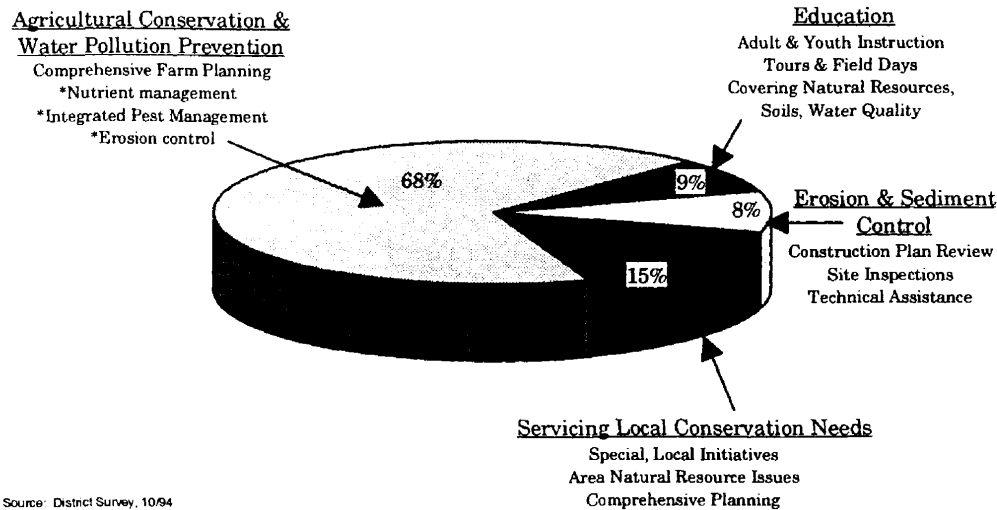 Agricultural Conservation &
Water Pollution Prevention
Comprehensive Farm Planning
*Nutrient management
*Integrated Pest Management
*Erosion control
Education
Adult & Youth Instruction
Tours & Field Days
Covering Natural Resources,
Soils, Water Quality
68%
9%
8%
15%
Erosion & Sediment
Control
Construction Plan Review
Site Inspections
Technical Assistance
Servicing Local Conservation Needs
Special, Local Initiatives
Area Natural Resource Issues
Comprehensive Planning
Source: District Survey, 10/94